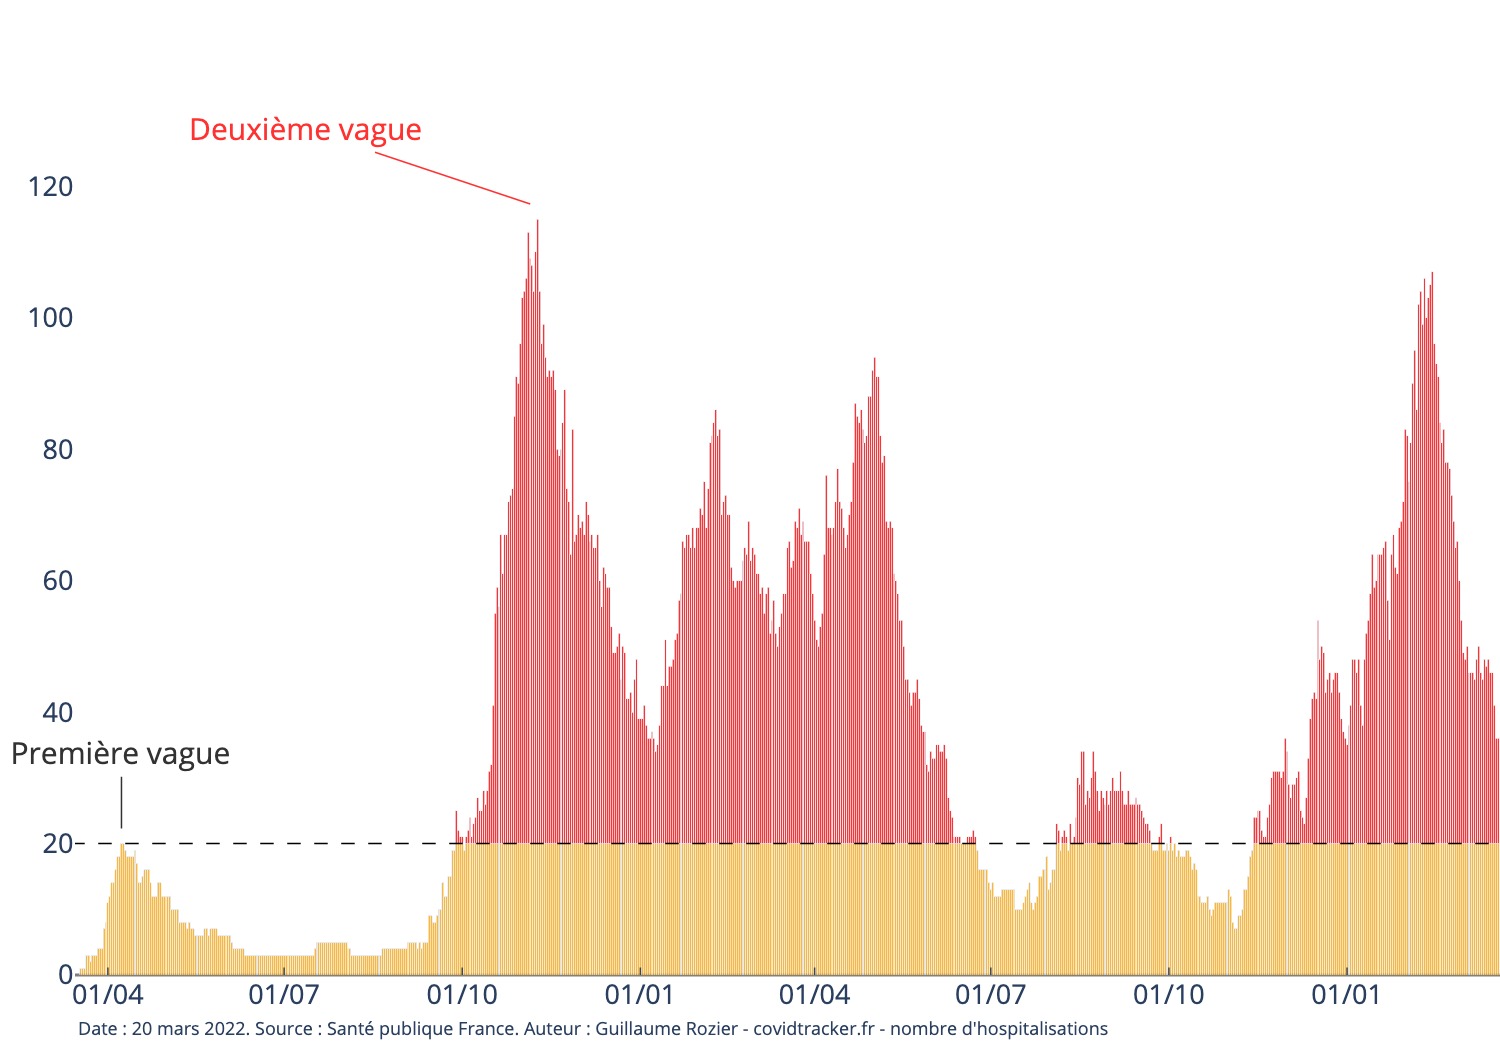 Deuxième vague
120
100
80
60
40
Première vague
20
0
01/04 01/07 01/10 01/01 01/04 01/07 01/10 01/01
Date : 20 mars 2022. Source : Santé publique France. Auteur : Guillaume Rozier - covidtracker.fr - nombre d'hospitalisations